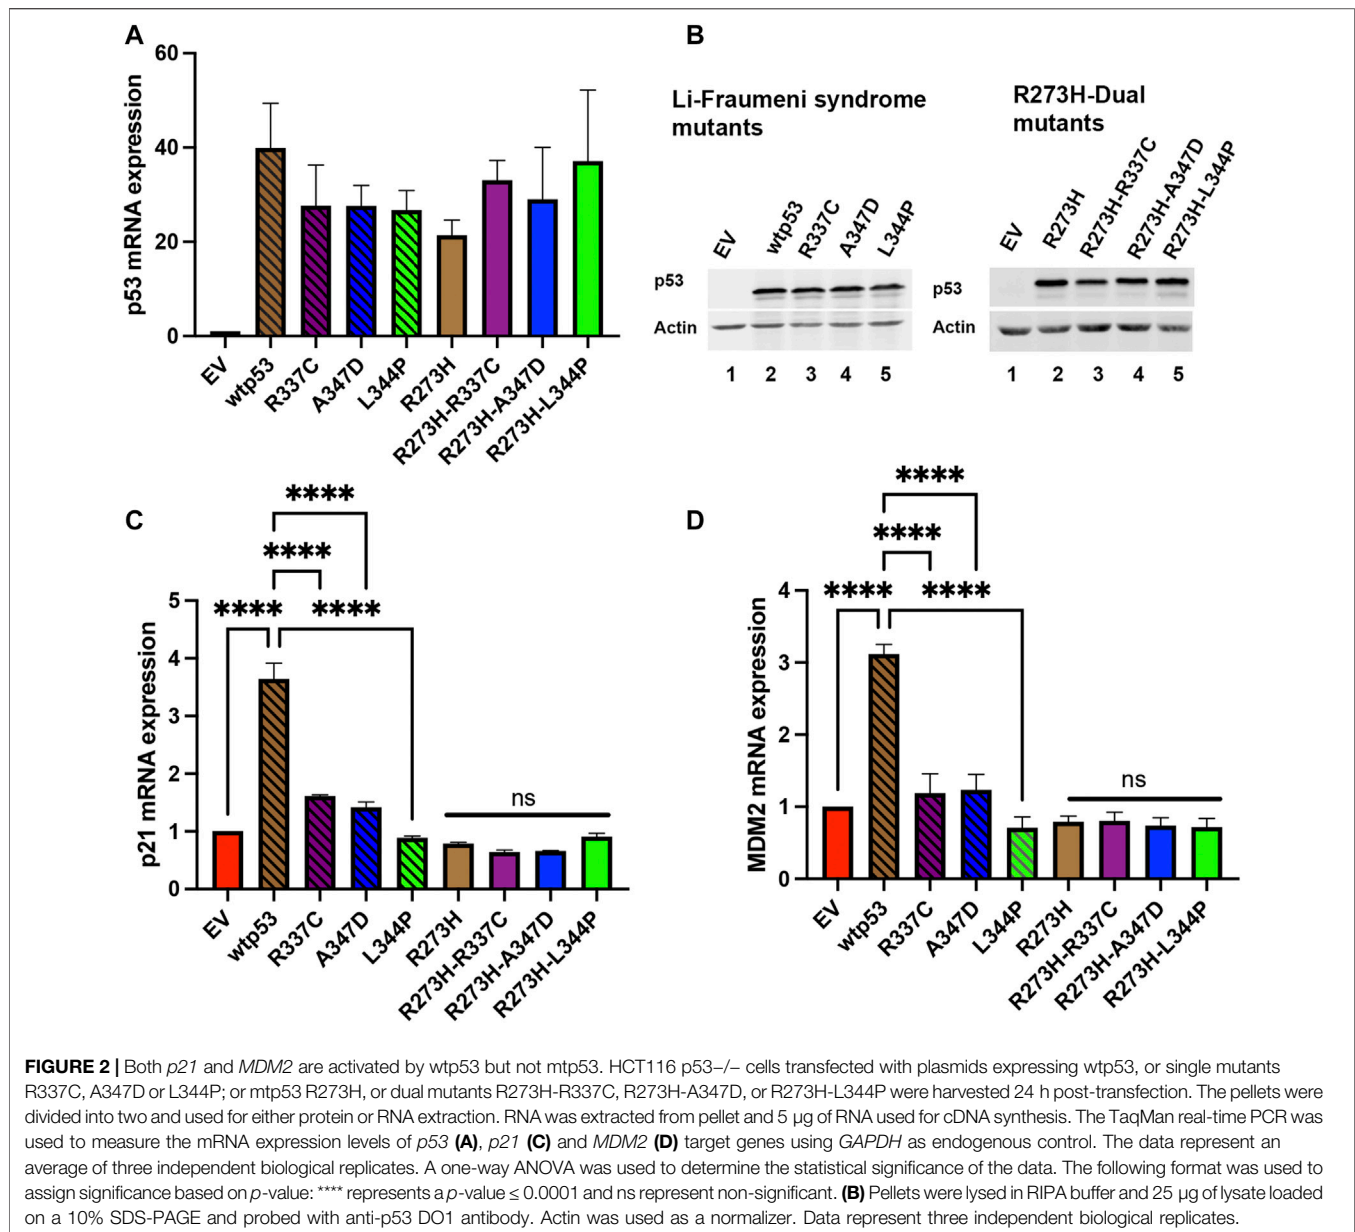 A
p53 mRNA expression
60
40
20
0
EV
wtp53
R337C
A347D
L344P
R273H
R273H-R337C
R273H-A347D
R273H-L344P
B
Li-Fraumeni syndrome
mutants
R273H-Dual
mutants
EV
wtp53
R337C
A347D
L344P
p53
Actin
1 2 3 4 5
EV
R273H
R273H-R337C
R273H-A347D
R273H-L344P
p53
Actin
1 2 3 4 5
C
p21 mRNA expression
5
4
3
2
1
0
****
****
****
****
ns
EV
wtp53
R337C
A347D
L344P
R273H
R273H-R337C
R273H-A347D
R273H-L344P
D
MDM2 mRNA expression
4
3
2
1
0
****
****
****
****
ns
EV
wtp53
R337C
A347D
L344P
R273H
R273H-R337C
R273H-A347D
R273H-L344P
FIGURE 2 | Both p21 and MDM2 are activated by wtp53 but not mtp53. HCT116 p53−/− cells transfected with plasmids expressing wtp53, or single mutants
R337C, A347D or L344P; or mtp53 R273H, or dual mutants R273H-R337C, R273H-A347D, or R273H-L344P were harvested 24 h post-transfection. The pellets were
divided into two and used for either protein or RNA extraction. RNA was extracted from pellet and 5 µg of RNA used for cDNA synthesis. The TaqMan real-time PCR was
used to measure the mRNA expression levels of p53 (A), p21 (C) and MDM2 (D) target genes using GAPDH as endogenous control. The data represent an
average of three independent biological replicates. A one-way ANOVA was used to determine the statistical significance of the data. The following format was used to
assign significance based on p-value: **** represents a p-value ≤ 0.0001 and ns represent non-significant. (B) Pellets were lysed in RIPA buffer and 25 µg of lysate loaded
on a 10% SDS-PAGE and probed with anti-p53 DO1 antibody. Actin was used as a normalizer. Data represent three independent biological replicates.